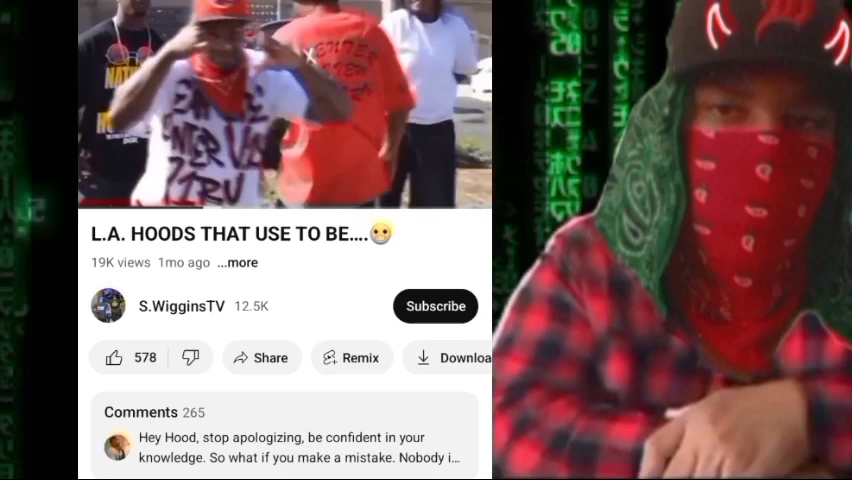 L.A. HOODS THAT USE TO BE....😬
19K views 1mo ago ...more
S.WigginsTV 12.5K
Subscribe
578
Share
Remix
Downloa
Comments 265
Hey Hood, stop apologizing, be confident in your
knowledge. So what if you make a mistake. Nobody i...